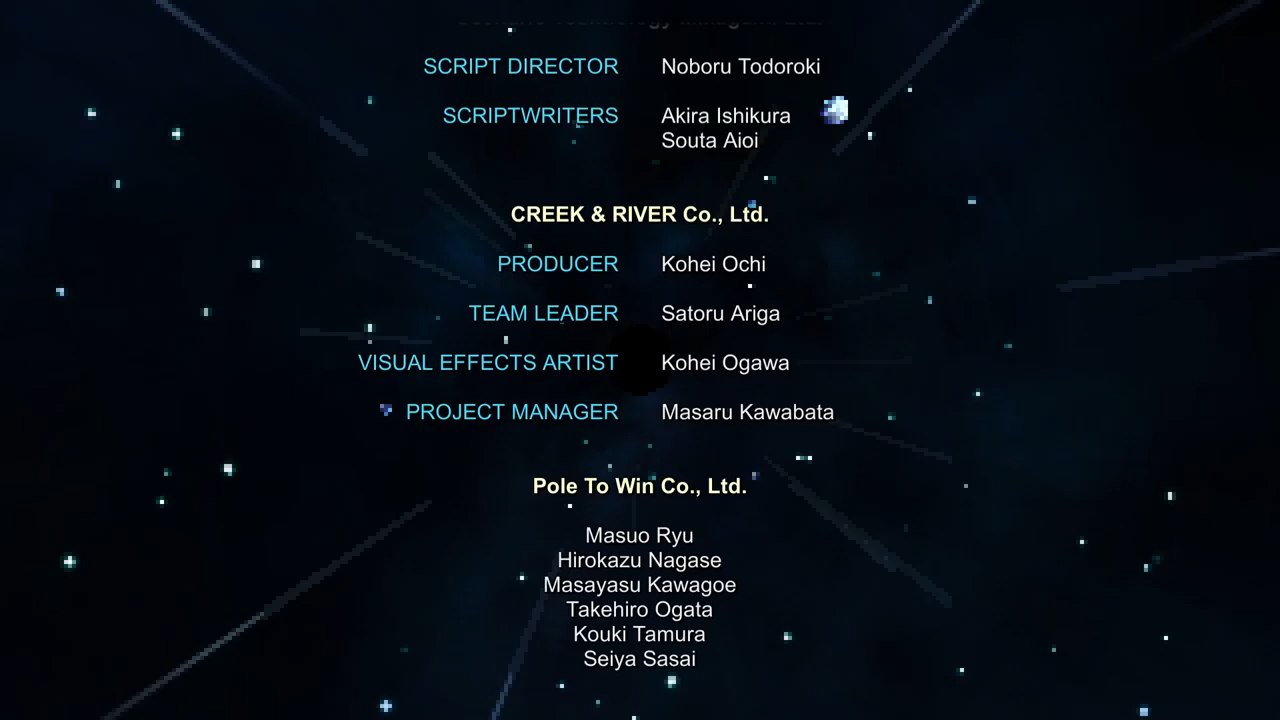 SCRIPT DIRECTOR Noboru Todoroki
SCRIPTWRITERS Akira Ishikura
Souta Aioi
CREEK & RIVER Co., Ltd.
PRODUCER Kohei Ochi
TEAM LEADER Satoru Ariga
VISUAL EFFECTS ARTIST Kohei Ogawa
PROJECT MANAGER Masaru Kawabata
Pole To Win Co., Ltd.
Masuo Ryu
Hirokazu Nagase
Masayasu Kawagoe
Takehiro Ogata
Kouki Tamura
Seiya Sasai